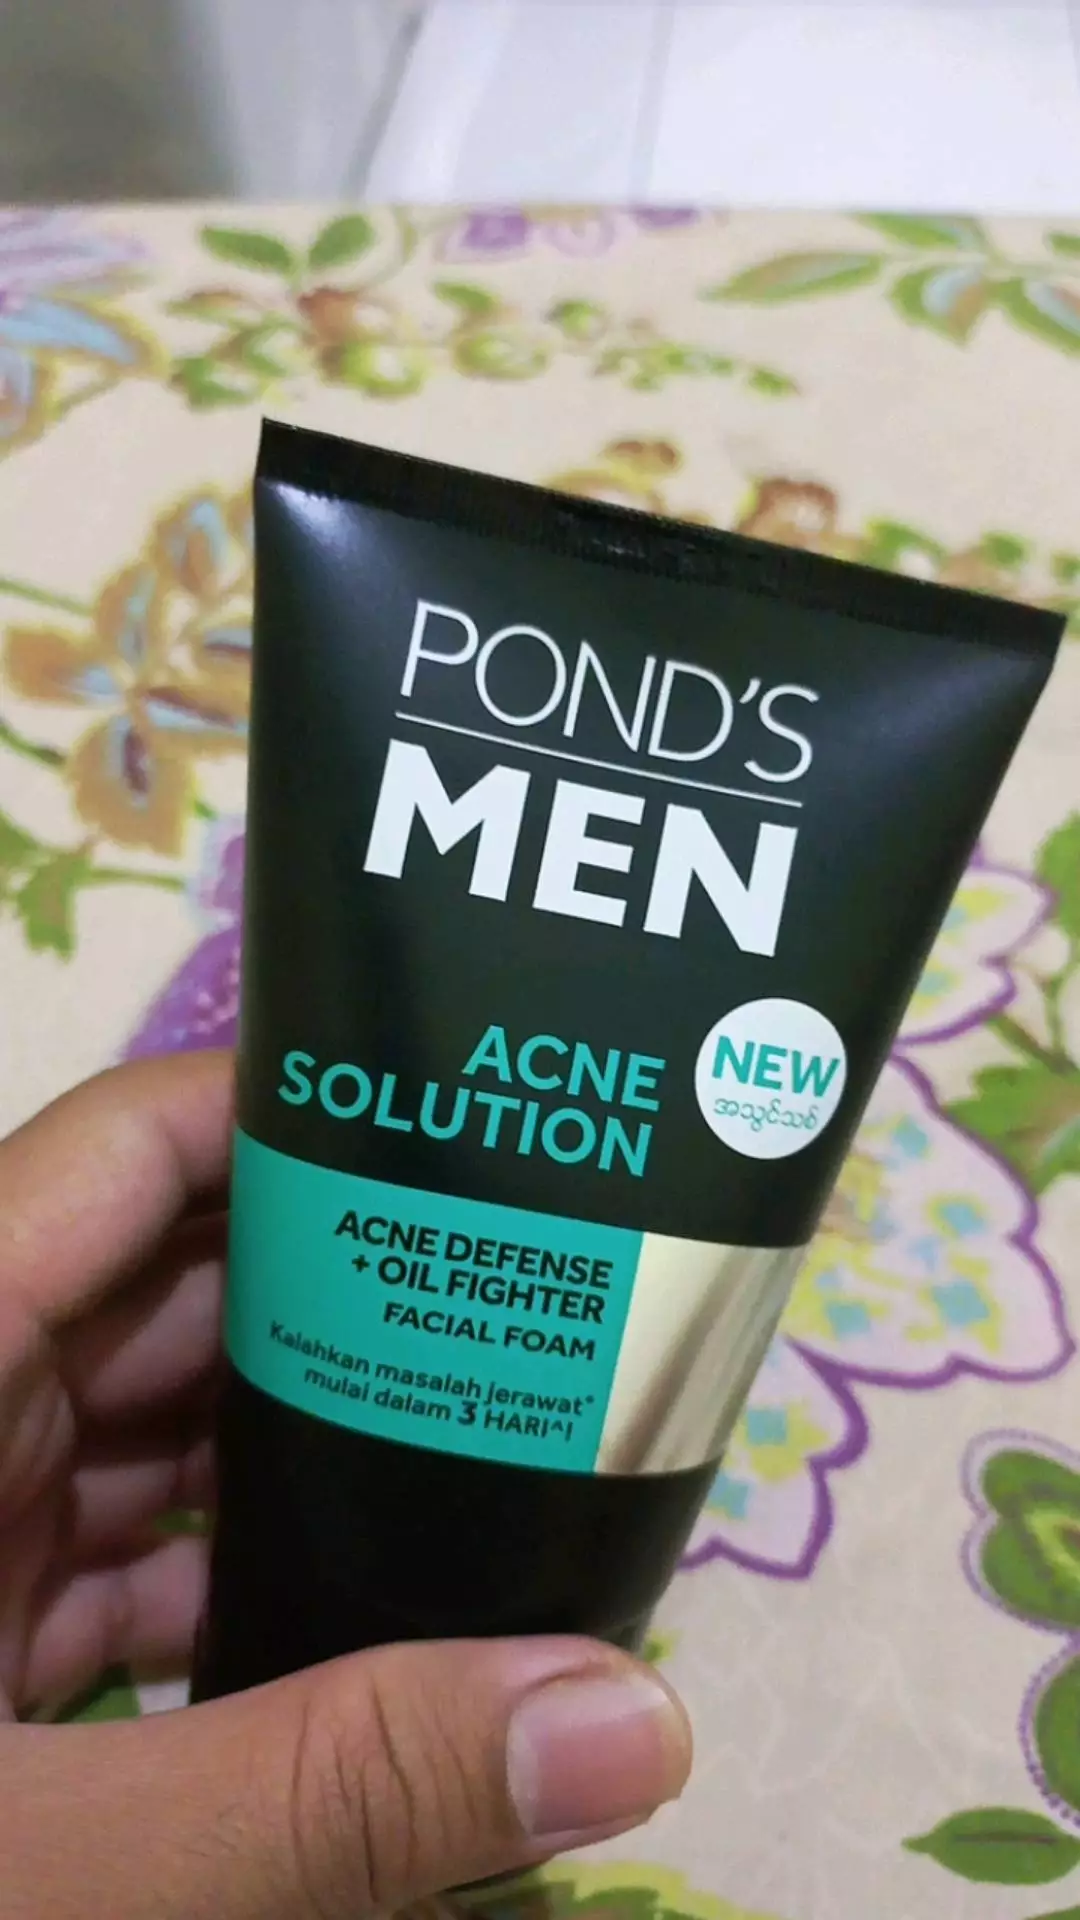 POND'S
MEN
ACNE
SOLUTION
NEW
အသွင်သစ်
ACNE DEFENSE
+ OIL FIGHTER
FACIAL FOAM
Kalahkan masalah jerawat*
mulai dalam 3 HARI^!